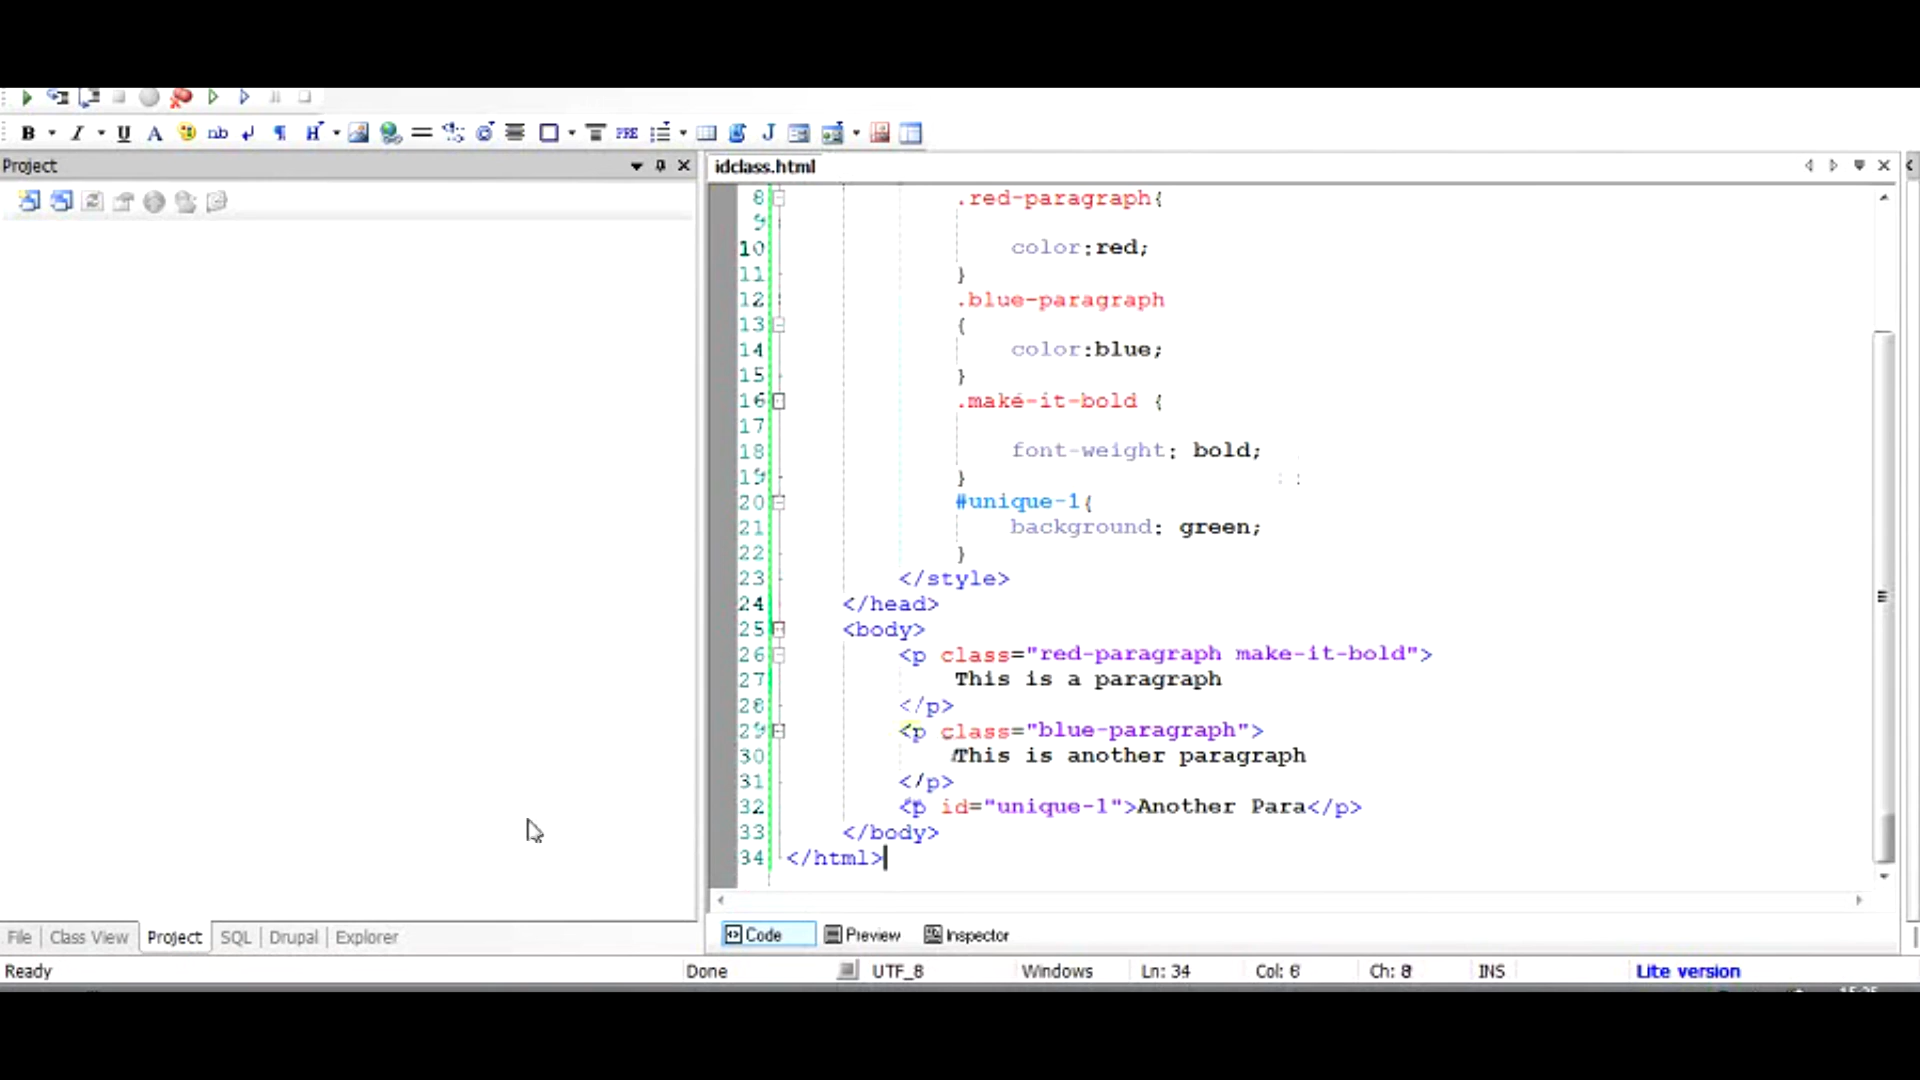 B I U A nb H PRE J
Project
idclass.html
8 .red-paragraph{
9
10 color:red;
11 }
12 .blue-paragraph
13 {
14 color:blue;
15 }
16 .make-it-bold {
17
18 font-weight: bold;
19 }
20 #unique-1{
21 background: green;
22 }
23 </style>
24 </head>
25 <body>
26 <p class="red-paragraph make-it-bold">
27 This is a paragraph
28 </p>
29 <p class="blue-paragraph">
30 This is another paragraph
31 </p>
32 <p id="unique-1">Another Para</p>
33 </body>
34 </html>
File Class View Project SQL Drupal Explorer
Code Preview Inspector
Ready Done UTF_8 Windows Ln: 34 Col: 6 Ch: 8 INS Lite version